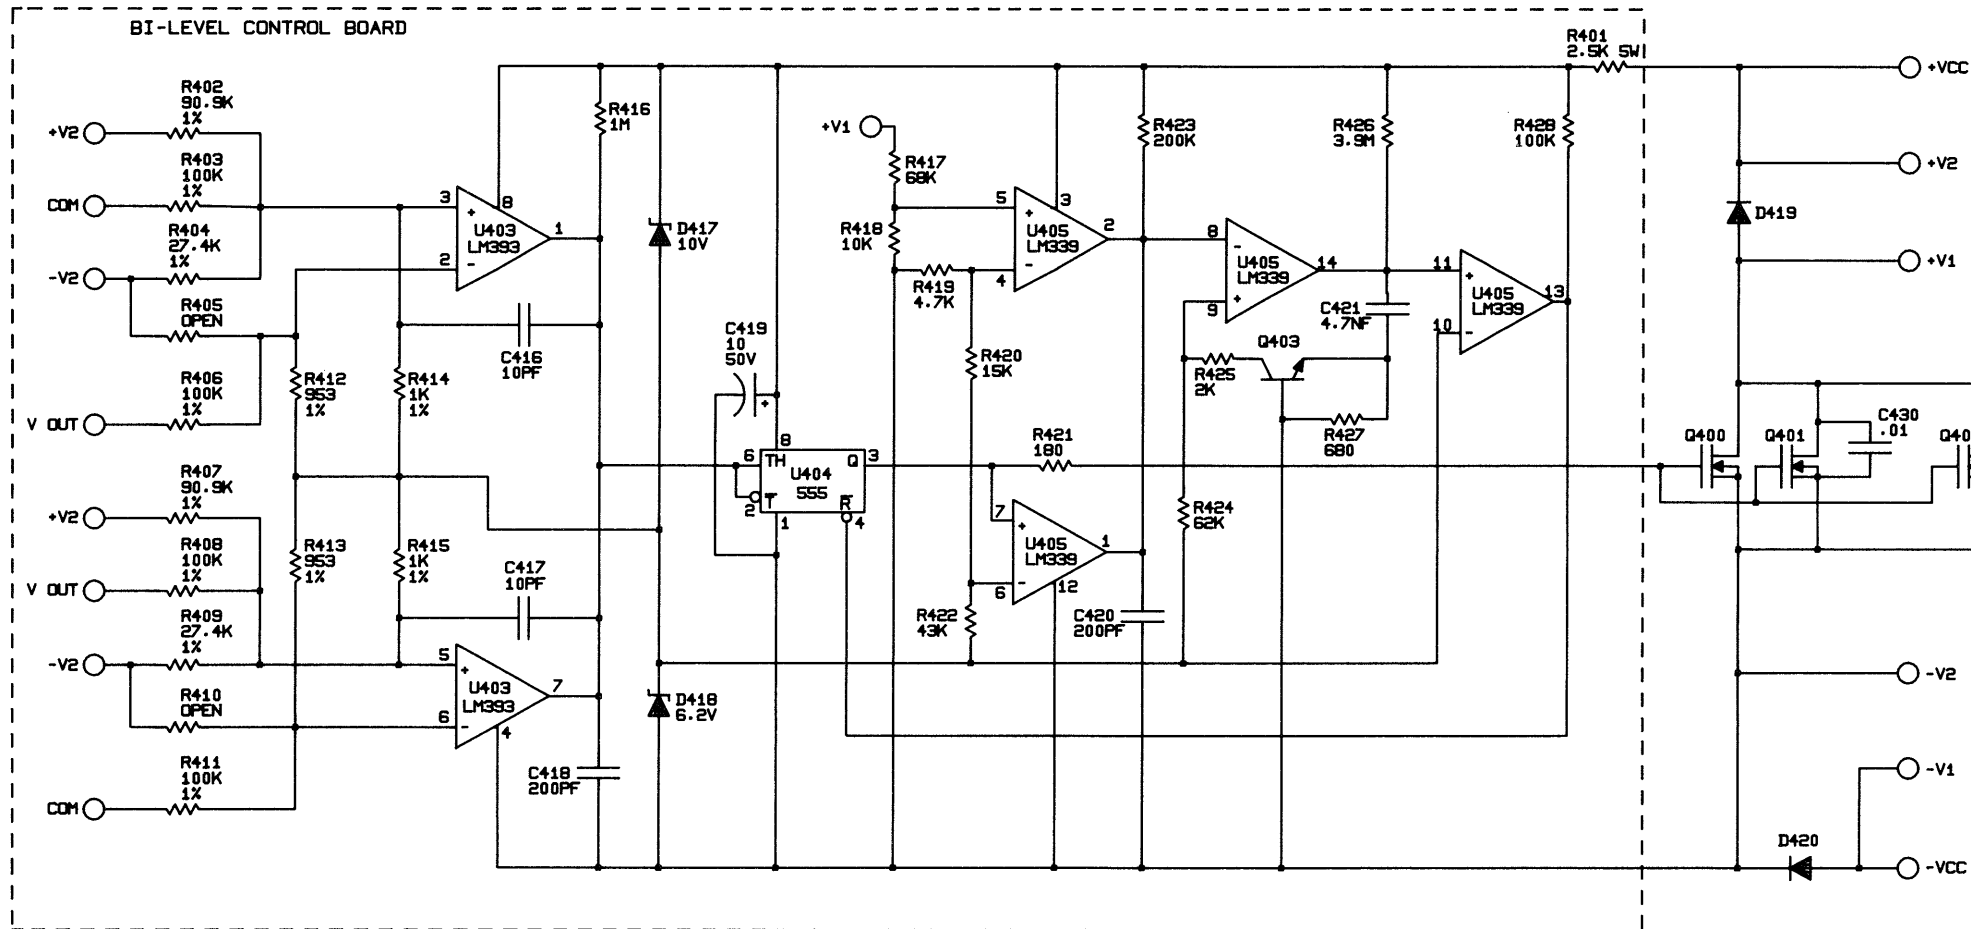 BI-LEVEL CONTROL BOARD
R401
2.5K 5W
+VCC
R402
90.9K
1%
+V2
R403
100K
1%
COM
R404
27.4K
1%
-V2
R405
OPEN
R406
100K
1%
V OUT
R407
90.9K
1%
+V2
R408
100K
1%
V OUT
R409
27.4K
1%
-V2
R410
OPEN
R411
100K
1%
COM
R412
953
1%
R413
953
1%
R414
1K
1%
R415
1K
1%
3
+
8
U403
LM393
1
2
-
C416
10PF
C417
10PF
5
+
U403
LM393
7
6
-
4
C418
200PF
R416
1M
D417
10V
D418
6.2V
C419
10
50V
+
8
6
TH
Q
3
U404
555
T
2
R
1
4
+V1
R417
68K
R418
10K
R419
4.7K
5
+
3
U405
LM339
2
-
4
R420
15K
R421
180
7
+
U405
LM339
1
-
6
12
R422
43K
C420
200PF
R423
200K
8
-
U405
LM339
14
+
9
Q403
R425
2K
R427
680
R424
62K
R426
3.9M
C421
4.7NF
R428
100K
11
+
U405
LM339
13
10
-
+V2
D419
+V1
Q400
Q401
C430
.01
Q40
-V2
-V1
D420
-VCC